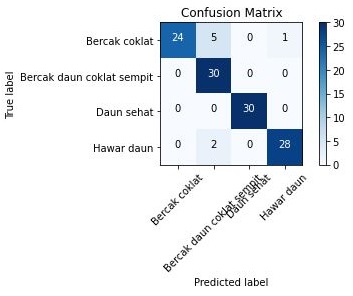 Confusion Matrix
True label
Bercak coklat 24 5 0 1
Bercak daun coklat sempit 0 30 0 0
Daun sehat 0 0 30 0
Hawar daun 0 2 0 28
Bercak coklat
Bercak daun coklat sempit
Daun sehat
Hawar daun
Predicted label
30
25
20
15
10
5
0